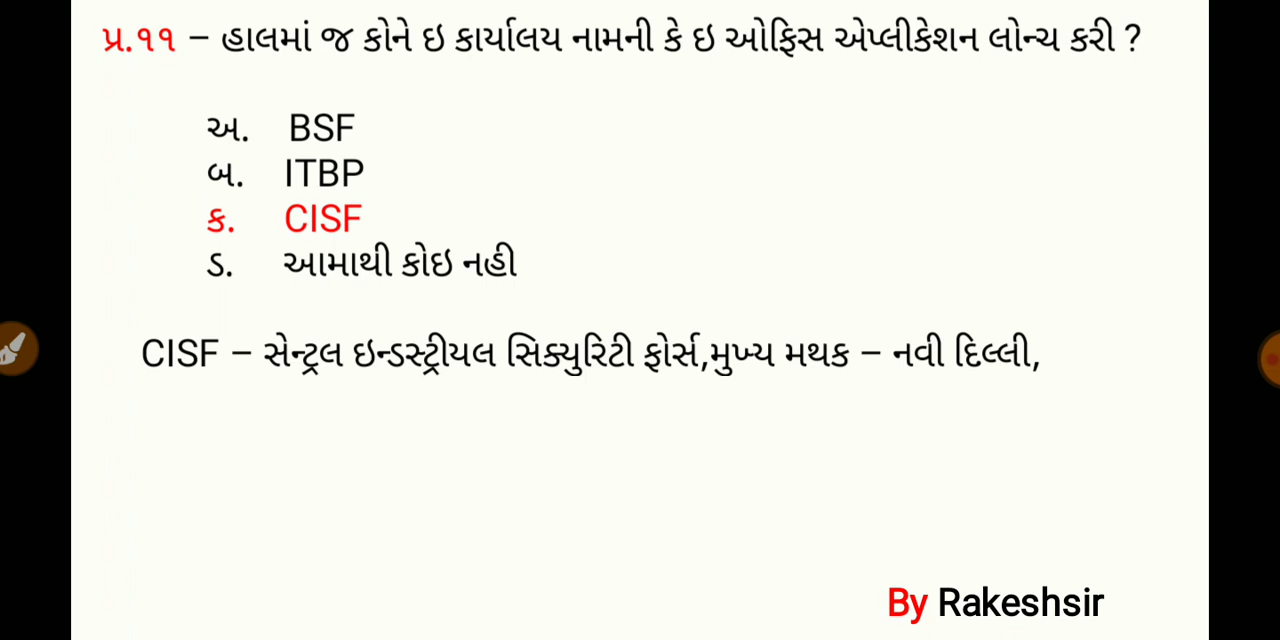 પ્ર.૧૧ – હાલમાં જ કોને ઇ કાર્યાલય નામની કે ઇ ઓફિસ એપ્લીકેશન લોન્ચ કરી ?
અ. BSF
બ. ITBP
ક. CISF
ડ. આમાથી કોઇ નહી
CISF – સેન્ટ્રલ ઇન્ડસ્ટ્રીયલ સિક્યુરિટી ફોર્સ,મુખ્ય મથક – નવી દિલ્લી,
By Rakeshsir